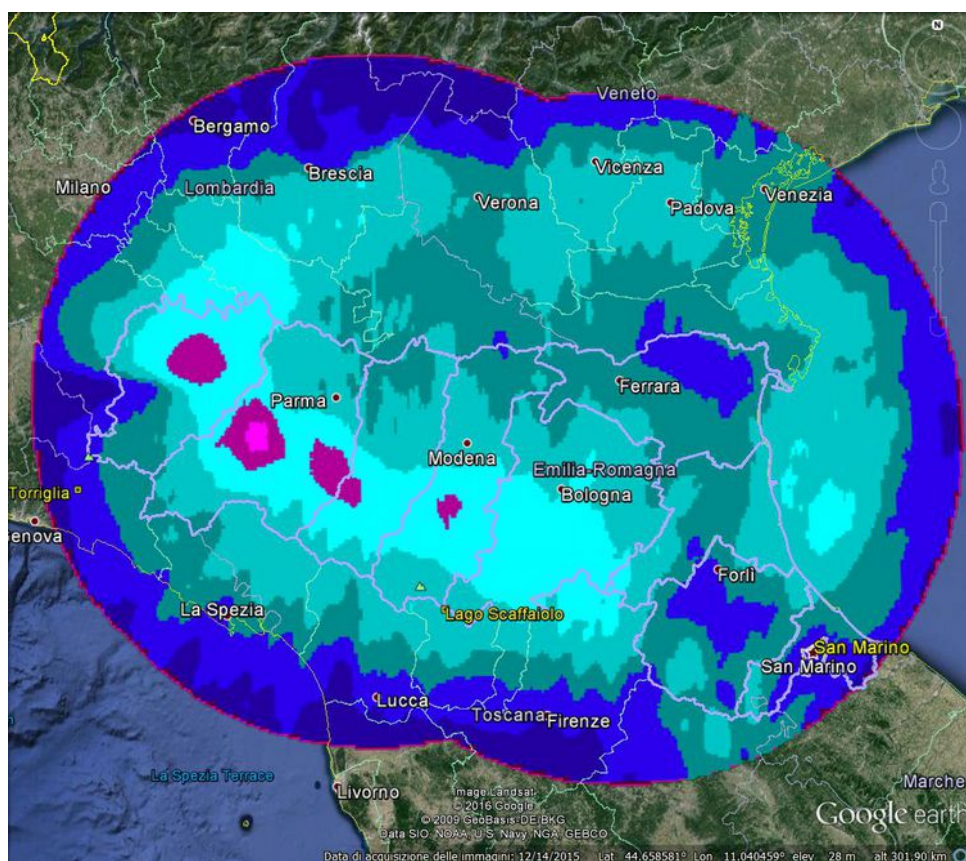 N
Veneto
Bergamo
Vicenza
Brescia
Milano
Lombardia
Verona
Padova
Venezia
Ferrara
Parma
Modena
Emilia-Romagna
Bologna
Torriglia
Genova
Forlì
La Spezia
Lago Scaffaiolo
San Marino
San Marino
Lucca
Toscana
Firenze
La Spezia Terrace
Marche
Livorno
Image Landsat
© 2016 Google
© 2009 GeoBasis-DE/BKG
Data SIO, NOAA, U.S. Navy, NGA, GEBCO
Google earth
Data di acquisizione delle immagini: 12/14/2015 Lat 44.658581° Lon 11.040459° elev 28 m alt 301.90 km